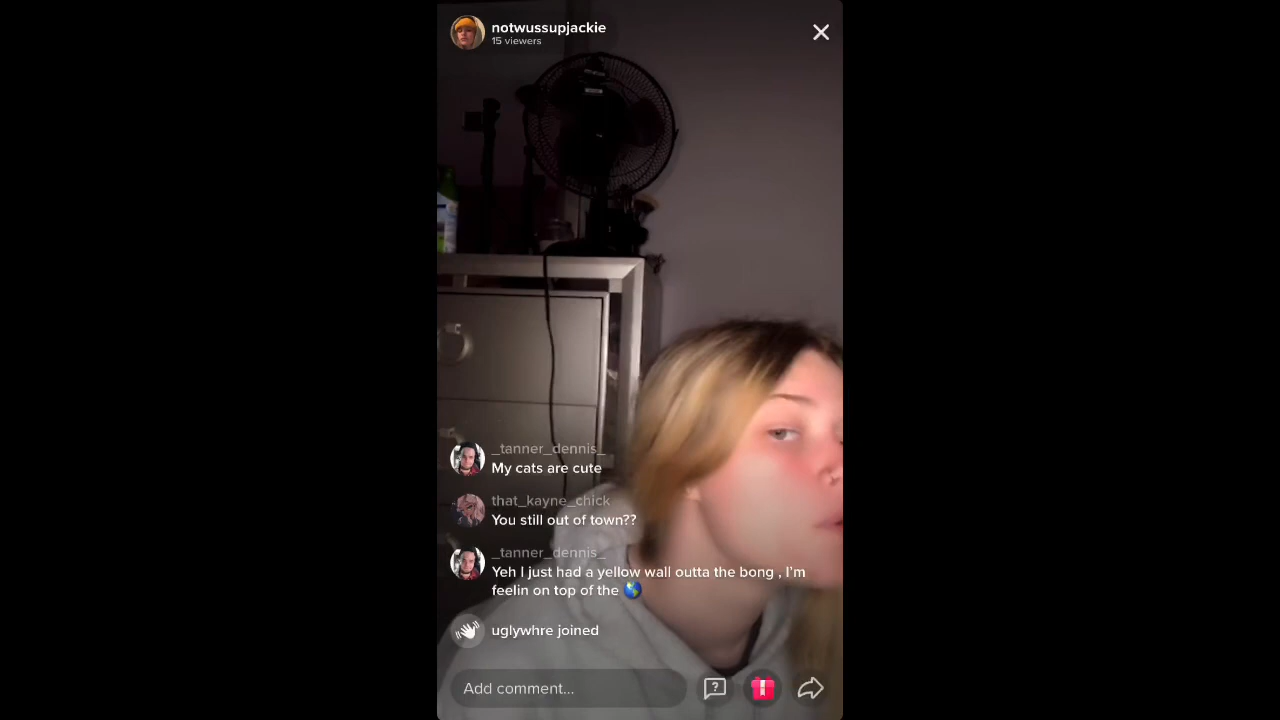 notwussupjackie
15 viewers
_tanner_dennis_
My cats are cute
that_kayne_chick
You still out of town??
_tanner_dennis_
Yeh I just had a yellow wall outta the bong , I'm
feelin on top of the 🌎
uglywhre joined
Add comment...
?